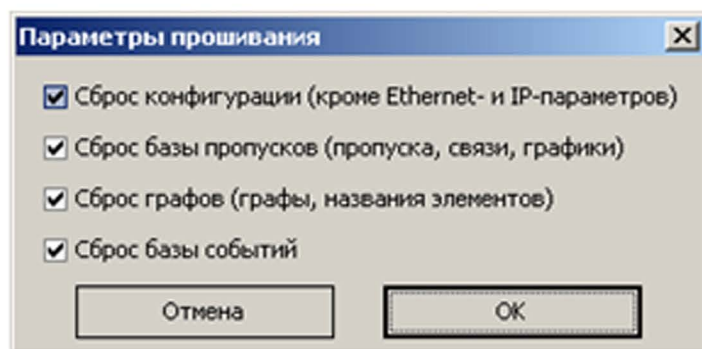 Параметры прошивания
Сброс конфигурации (кроме Ethernet- и IP-параметров)
Сброс базы пропусков (пропуска, связи, графики)
Сброс графов (графы, названия элементов)
Сброс базы событий
Отмена
OK